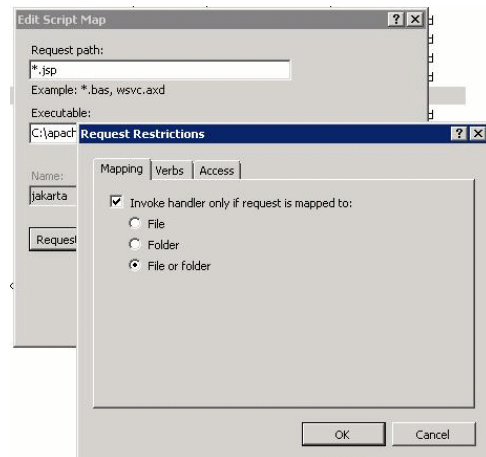 Edit Script Map
Request path:
*.jsp
Example: *.bas, wsvc.axd
Executable:
C:\apach
Name:
jakarta
Request Restrictions
Mapping
Verbs
Access
Invoke handler only if request is mapped to:
File
Folder
File or folder
OK
Cancel